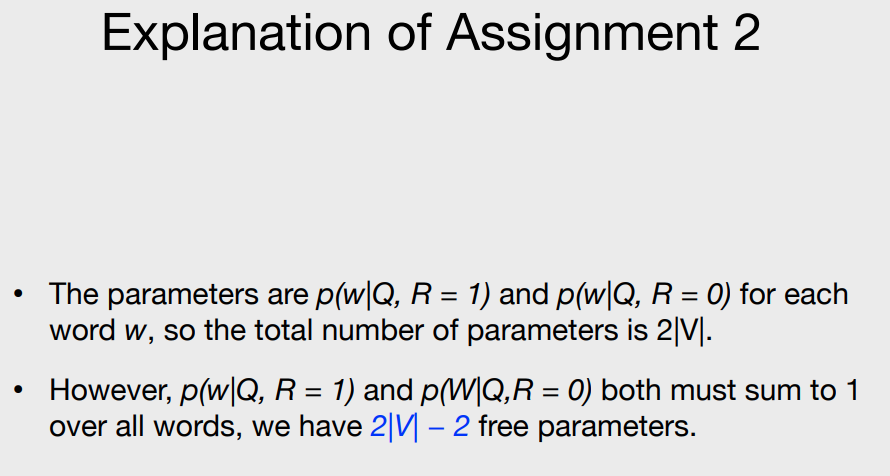 Explanation of Assignment 2
• The parameters are p(w|Q, R = 1) and p(w|Q, R = 0) for each
word w, so the total number of parameters is 2|V|.
• However, p(w|Q, R = 1) and p(W|Q,R = 0) both must sum to 1
over all words, we have 2|V| – 2 free parameters.